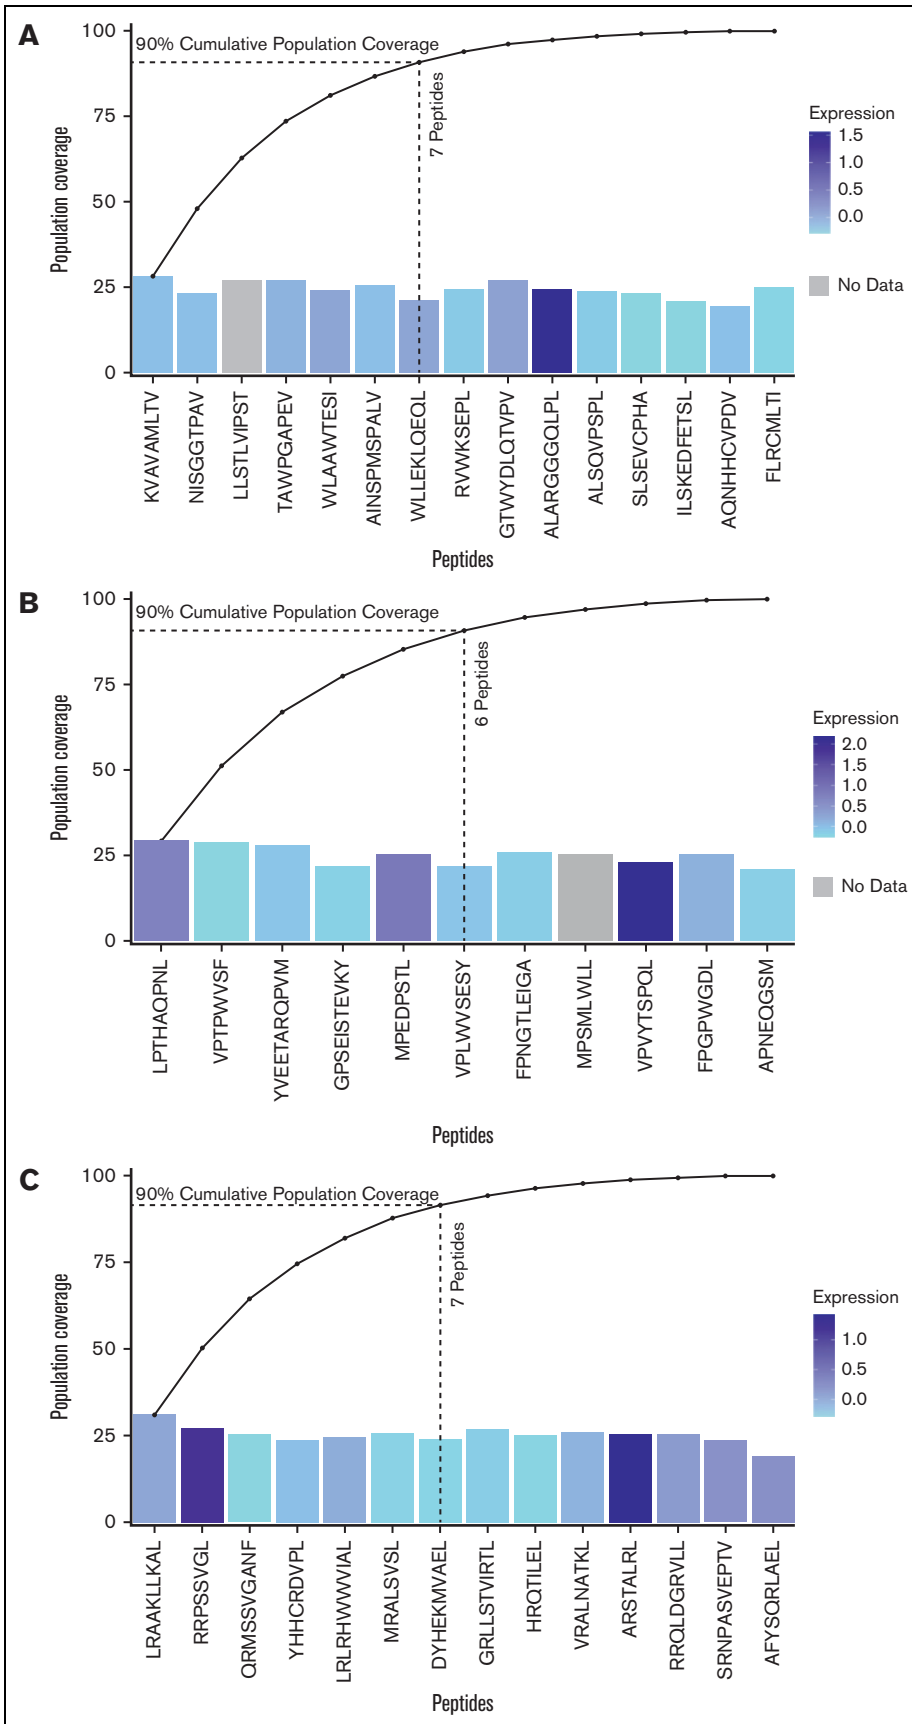 A
100
75
50
25
0
Population coverage
90% Cumulative Population Coverage
7 Peptides
Expression
1.5
1.0
0.5
0.0
No Data
KVAVAMLTV
NISGGTPAV
LLSTLVIPST
TAWPGAPEV
WLAAWTESI
AINSPMSPALV
WLLEKLQEQL
RVWKSEPL
GTWYDLQTVPV
ALARGGGQLPL
ALSQVPSPL
SLSEVCPHA
ILSKEDFETSL
AQNHHCVPDV
FLRCMLTI
Peptides
B
100
75
50
25
0
Population coverage
90% Cumulative Population Coverage
6 Peptides
Expression
2.0
1.5
1.0
0.5
0.0
No Data
LPTHAQPNL
VPTPWVSF
YVEETARQPVM
GPSEISTEVKY
MPEDPSTL
VPLWVSESY
FPNGTLEIGA
MPSMLWLL
VPVYTSPQL
FPGPWGDL
APNEQGSM
Peptides
C
100
75
50
25
0
Population coverage
90% Cumulative Population Coverage
7 Peptides
Expression
1.0
0.5
0.0
LRAAKLLKAL
RRPSSVGL
QRMSSVGANF
YHHCRDVPL
LRLRHWVVIAL
MRALSVSL
DYHEKMVAEL
GRLLSTVIRTL
HRQTILEL
VRALNATKL
ARSTALRL
RRQLDGRVLL
SRNPASVEPTV
AFYSQRLAEL
Peptides